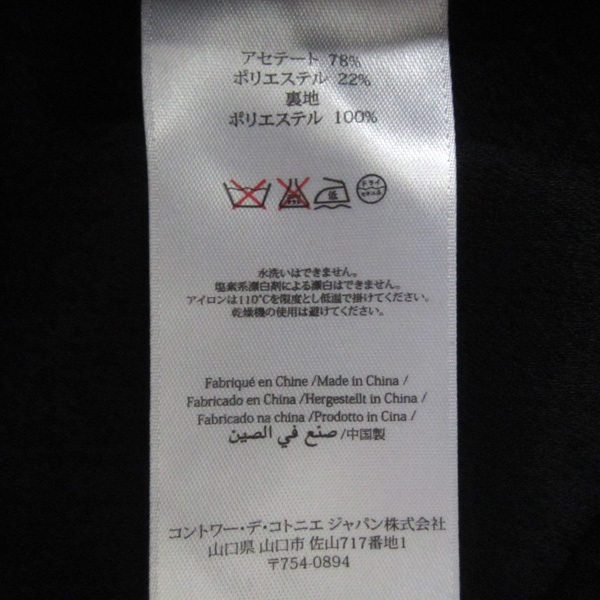 アセテート 78%
ポリエステル 22%
裏地
ポリエステル 100%
低 ドライ
水洗いはできません。
塩素系漂白剤による漂白はできません。
アイロンは110℃を限度とし低温で掛けてください。
乾燥機の使用は避けてください。
Fabriqué en Chine /Made in China /
Fabricado en China /Hergestellt in China /
Fabricado na china /Prodotto in Cina /
صنع في الصين /中国製
コントワー・デ・コトニエ ジャパン株式会社
山口県 山口市 佐山717番地1
〒754-0894